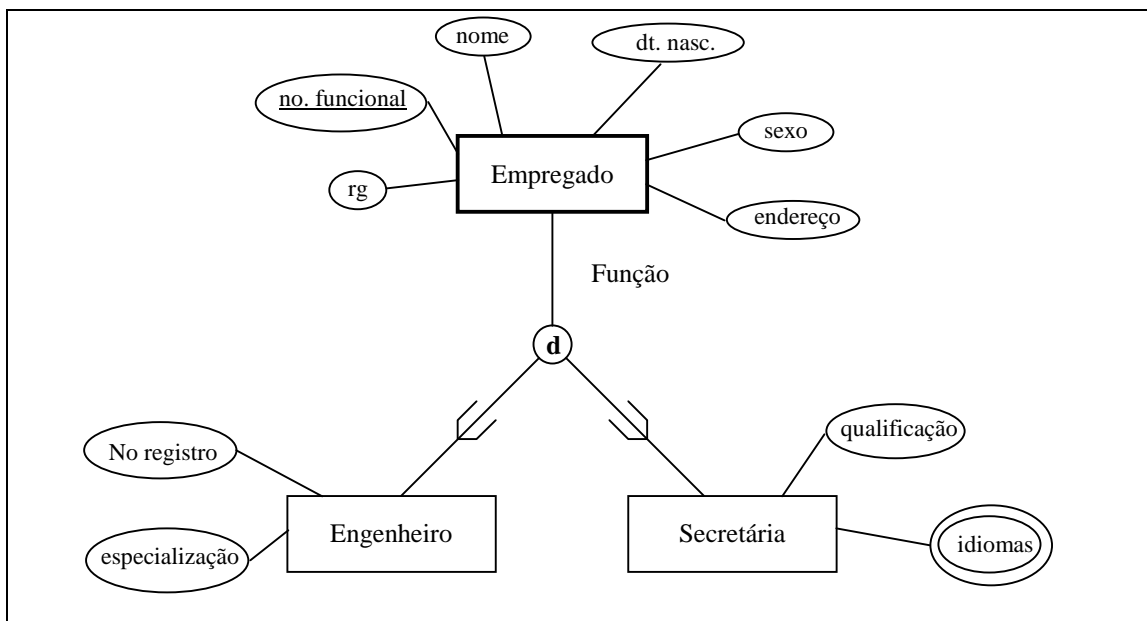 nome
dt. nasc.
no. funcional
sexo
Empregado
rg
endereço
Função
d
qualificação
No registro
Engenheiro
Secretária
idiomas
especialização